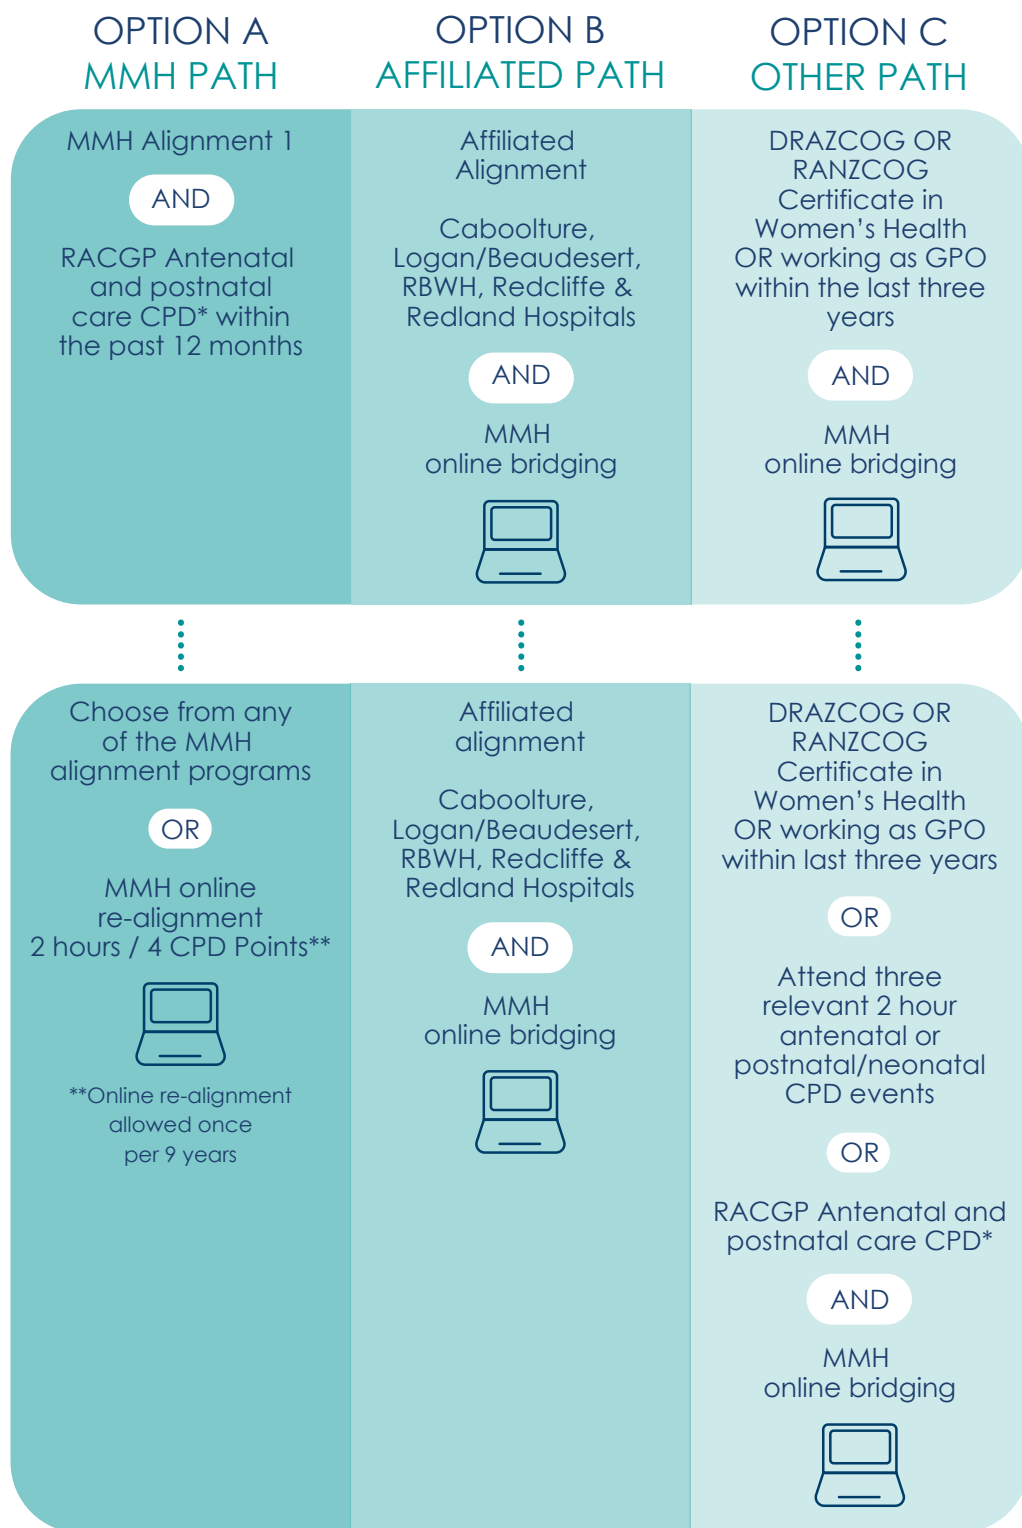 OPTION A
MMH PATH
OPTION B
AFFILIATED PATH
OPTION C
OTHER PATH
MMH Alignment 1
AND
RACGP Antenatal
and postnatal
care CPD* within
the past 12 months
Affiliated
Alignment
Caboolture,
Logan/Beaudesert,
RBWH, Redcliffe &
Redland Hospitals
AND
MMH
online bridging
DRAZCOG OR
RANZCOG
Certificate in
Women’s Health
OR working as GPO
within the last three
years
AND
MMH
online bridging
Choose from any
of the MMH
alignment programs
OR
MMH online
re-alignment
2 hours / 4 CPD Points**
**Online re-alignment
allowed once
per 9 years
Affiliated
alignment
Caboolture,
Logan/Beaudesert,
RBWH, Redcliffe &
Redland Hospitals
AND
MMH
online bridging
DRAZCOG OR
RANZCOG
Certificate in
Women’s Health
OR working as GPO
within last three years
OR
Attend three
relevant 2 hour
antenatal or
postnatal/neonatal
CPD events
OR
RACGP Antenatal and
postnatal care CPD*
AND
MMH
online bridging